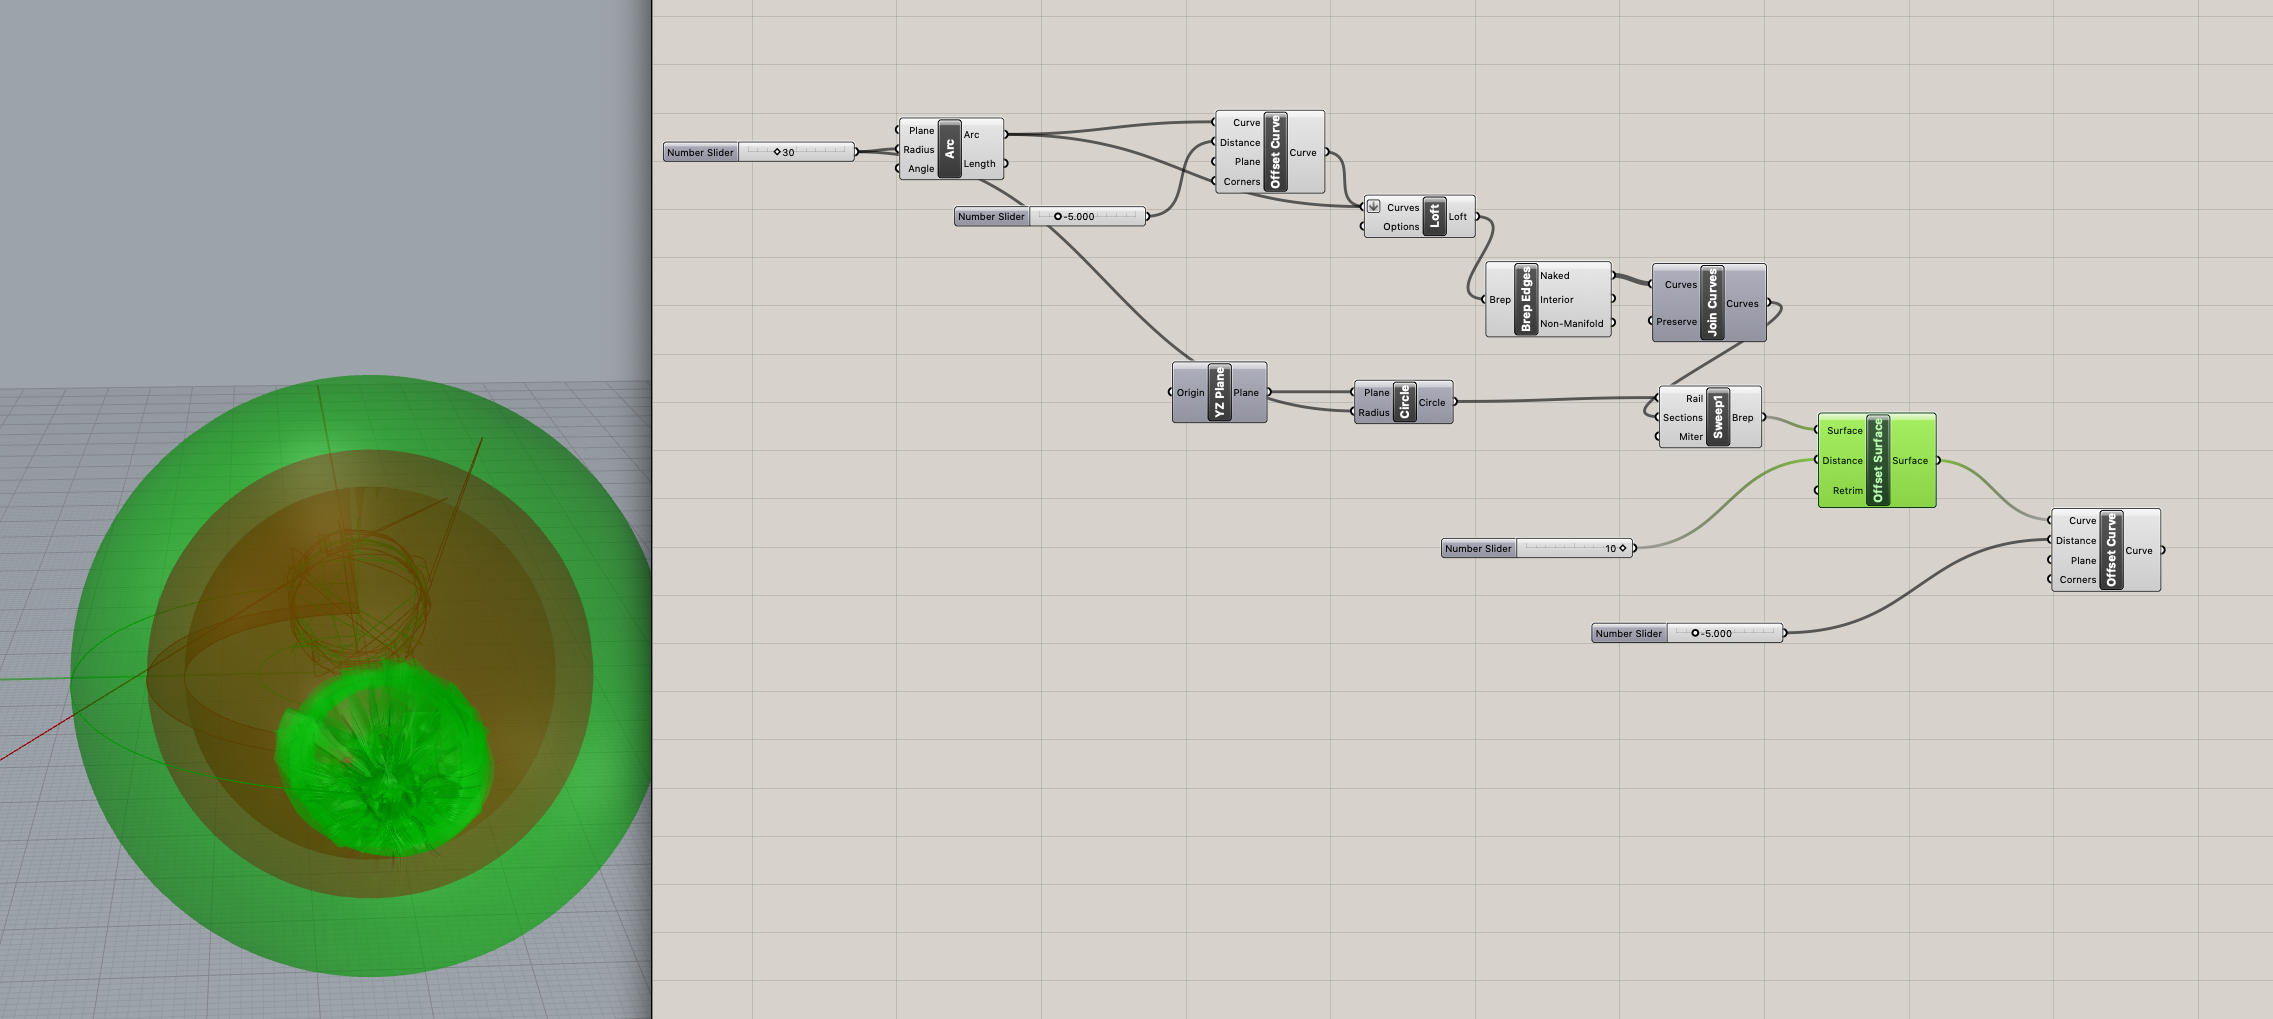 Number Slider 30
Plane
Radius
Angle
Arc
Arc
Length
Number Slider -5.000
Curve
Distance
Plane
Corners
Offset Curve
Curve
Curves
Options
Loft
Loft
Brep
Brep Edges
Naked
Interior
Non-Manifold
Curves
Preserve
Join Curves
Curves
Origin
YZ Plane
Plane
Plane
Radius
Circle
Circle
Rail
Sections
Miter
Sweep1
Brep
Surface
Distance
Retrim
Offset Surface
Surface
Number Slider 10
Curve
Distance
Plane
Corners
Offset Curve
Curve
Number Slider -5.000